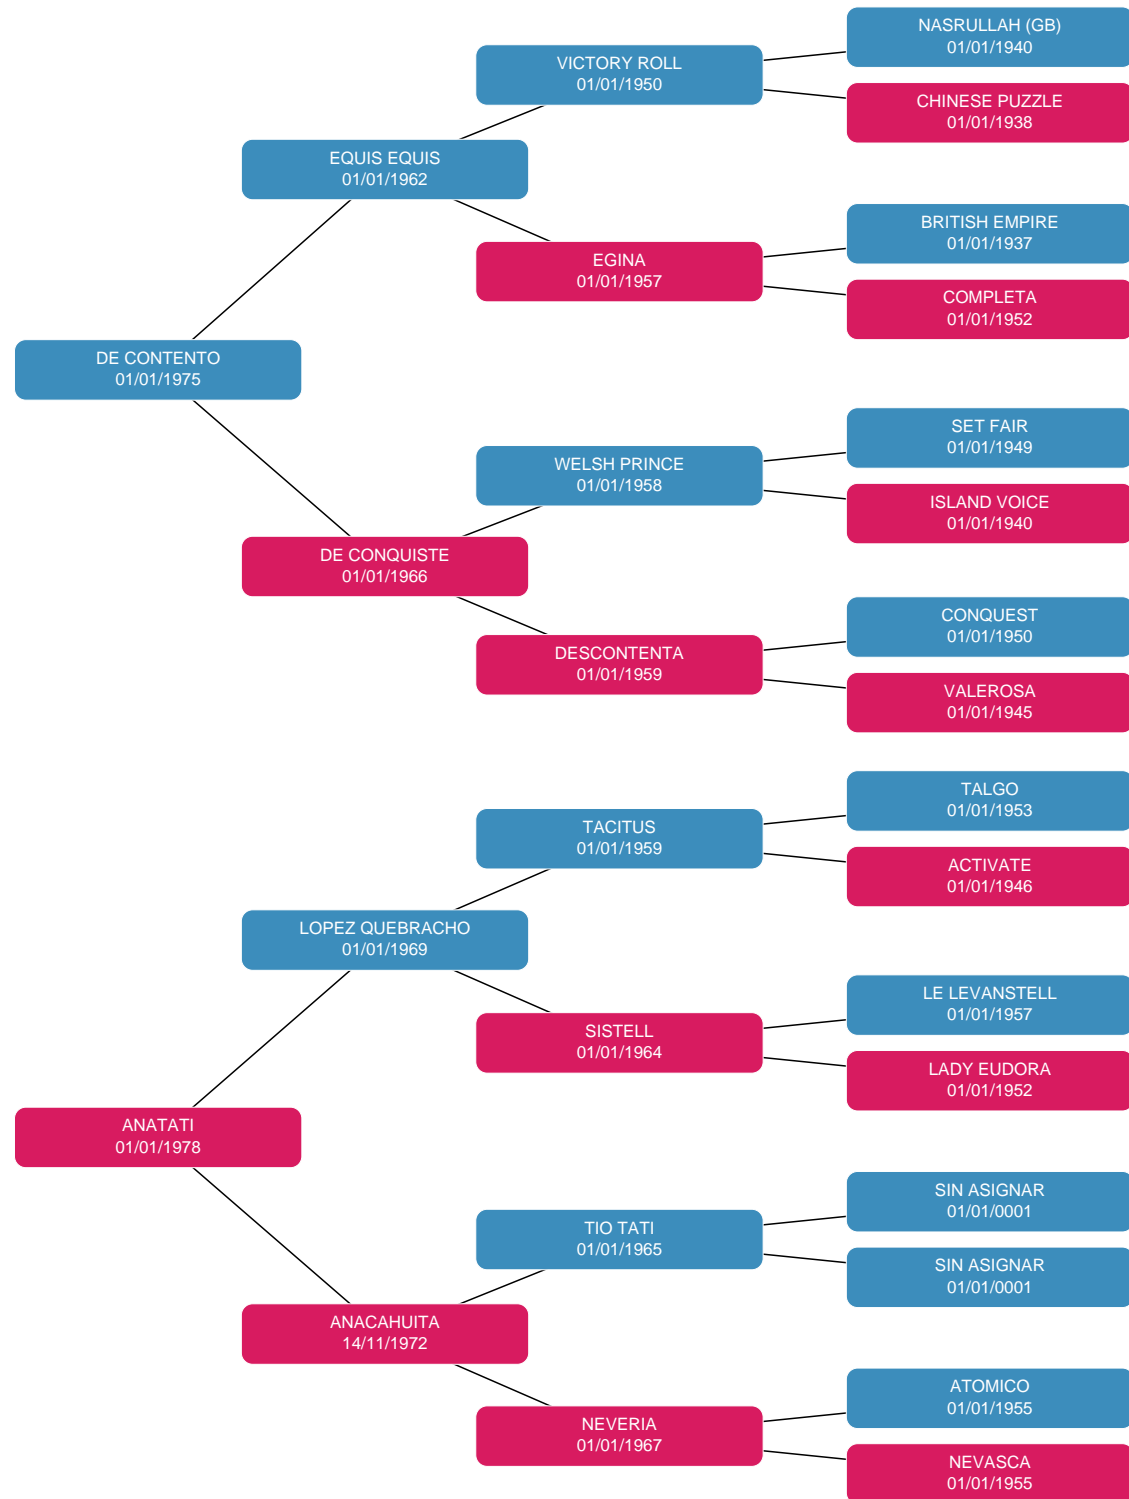 NASRULLAH (GB)
01/01/1940
VICTORY ROLL
01/01/1950
CHINESE PUZZLE
01/01/1938
EQUIS EQUIS
01/01/1962
BRITISH EMPIRE
01/01/1937
EGINA
01/01/1957
COMPLETA
01/01/1952
DE CONTENTO
01/01/1975
SET FAIR
01/01/1949
WELSH PRINCE
01/01/1958
ISLAND VOICE
01/01/1940
DE CONQUISTE
01/01/1966
CONQUEST
01/01/1950
DESCONTENTA
01/01/1959
VALEROSA
01/01/1945
TALGO
01/01/1953
TACITUS
01/01/1959
ACTIVATE
01/01/1946
LOPEZ QUEBRACHO
01/01/1969
LE LEVANSTELL
01/01/1957
SISTELL
01/01/1964
LADY EUDORA
01/01/1952
ANATATI
01/01/1978
SIN ASIGNAR
01/01/0001
TIO TATI
01/01/1965
SIN ASIGNAR
01/01/0001
ANACAHUITA
14/11/1972
ATOMICO
01/01/1955
NEVERIA
01/01/1967
NEVASCA
01/01/1955